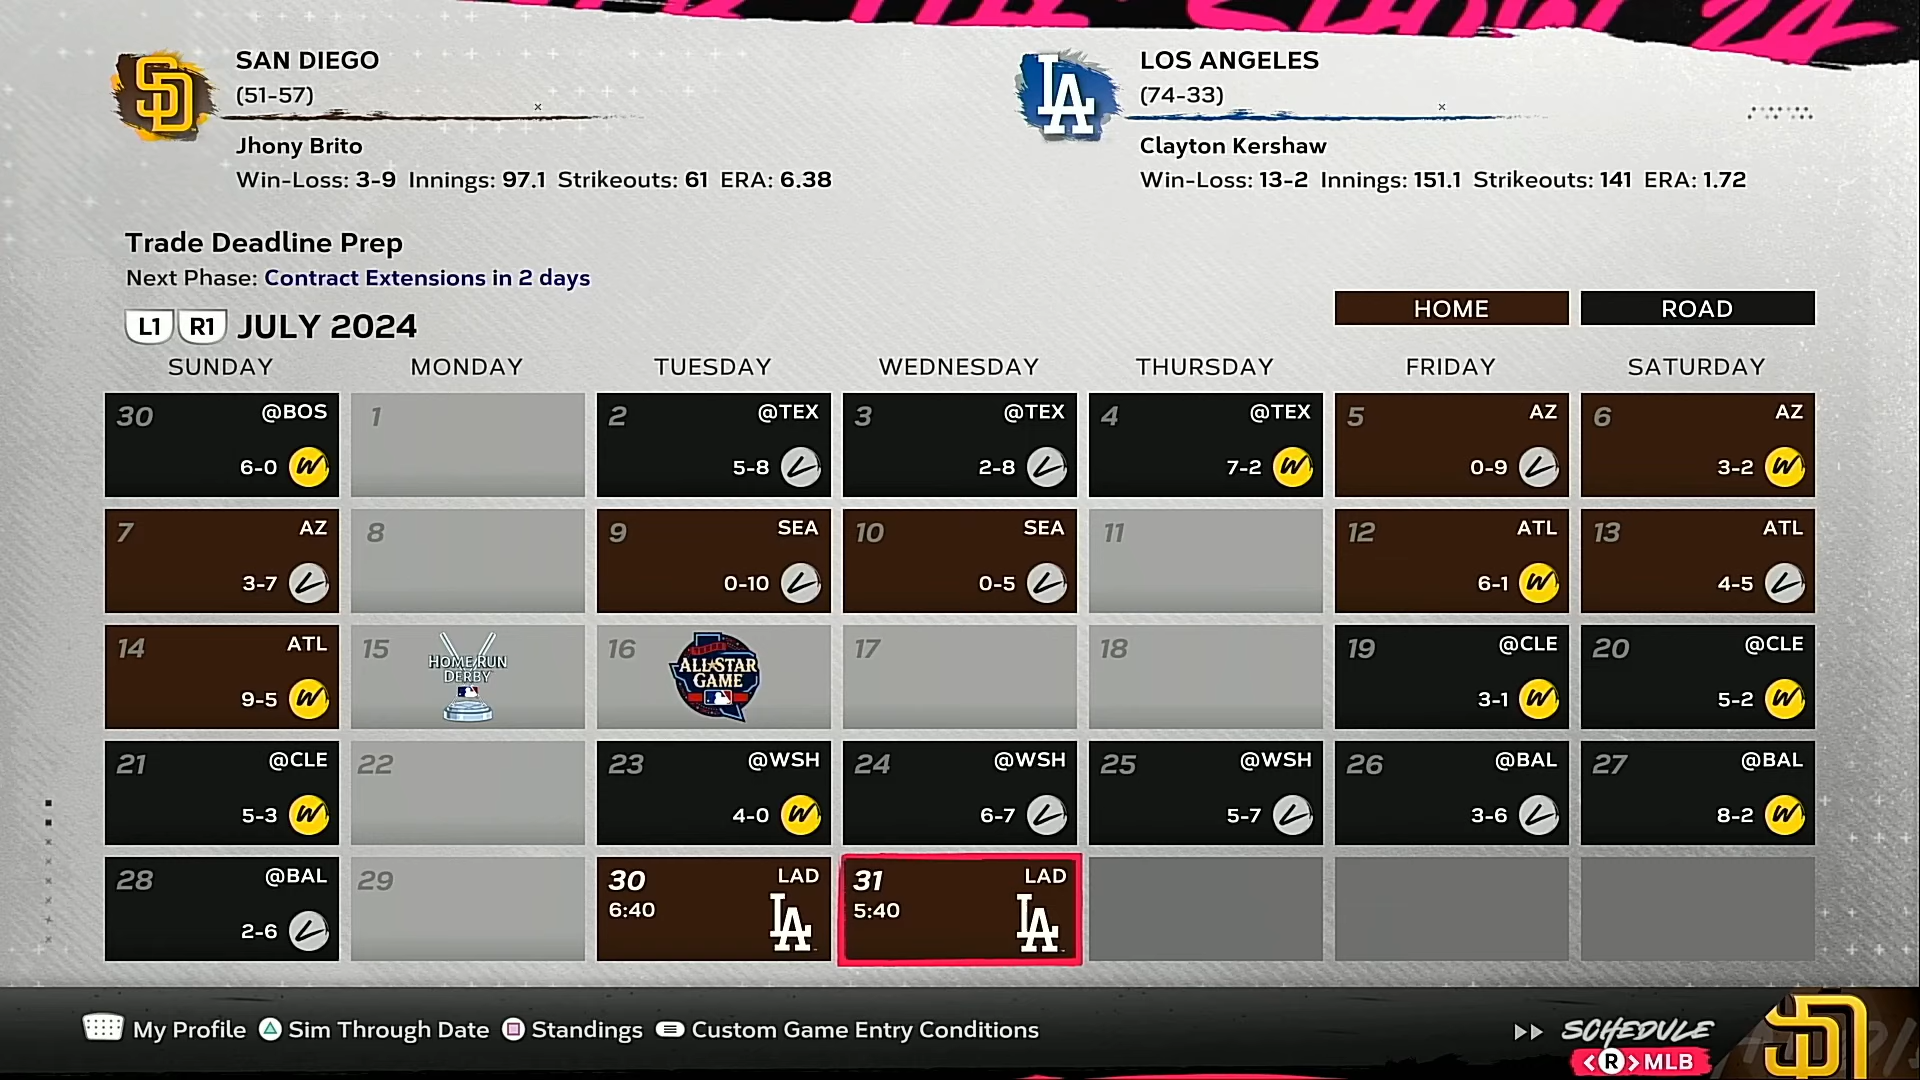 THE SHOW 24
SAN DIEGO
(51-57)
Jhony Brito
Win-Loss: 3-9 Innings: 97.1 Strikeouts: 61 ERA: 6.38
LOS ANGELES
(74-33)
Clayton Kershaw
Win-Loss: 13-2 Innings: 151.1 Strikeouts: 141 ERA: 1.72
Trade Deadline Prep
Next Phase: Contract Extensions in 2 days
L1 R1 JULY 2024
HOME ROAD
SUNDAY MONDAY TUESDAY WEDNESDAY THURSDAY FRIDAY SATURDAY
30 @BOS 1 2 @TEX 3 @TEX 4 @TEX 5 AZ 6 AZ
6-0 W 5-8 L 2-8 L 7-2 W 0-9 L 3-2 W
7 AZ 8 9 SEA 10 SEA 11 12 ATL 13 ATL
3-7 L 0-10 L 0-5 L 6-1 W 4-5 L
14 ATL 15 HOME RUN DERBY 16 ALL-STAR GAME 17 18 19 @CLE 20 @CLE
9-5 W 3-1 W 5-2 W
21 @CLE 22 23 @WSH 24 @WSH 25 @WSH 26 @BAL 27 @BAL
5-3 W 4-0 W 6-7 L 5-7 L 3-6 L 8-2 W
28 @BAL 29 30 LAD 31 LAD
6:40 LA 5:40 LA
2-6 L
My Profile Sim Through Date Standings Custom Game Entry Conditions
SCHEDULE
<R> MLB
SD